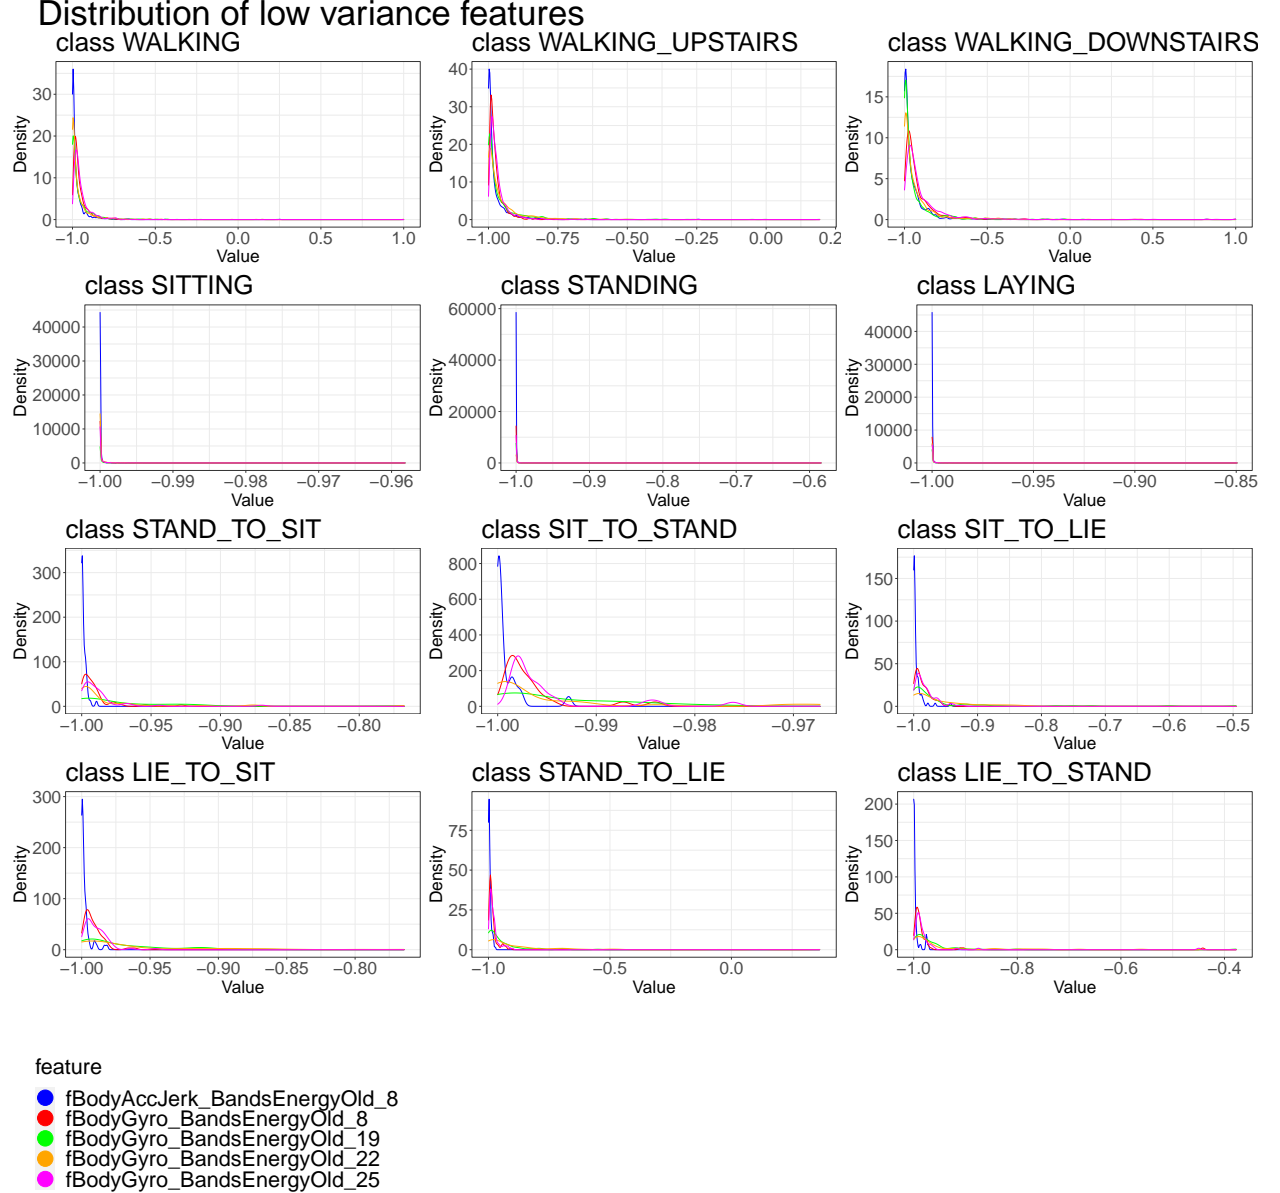 Distribution of low variance features
class WALKING
class WALKING_UPSTAIRS
class WALKING_DOWNSTAIRS
Density
30
20
10
0
−1.0 −0.5 0.0 0.5 1.0
Value
Density
40
30
20
10
0
−1.00 −0.75 −0.50 −0.25 0.00 0.2
Value
Density
15
10
5
0
−1.0 −0.5 0.0 0.5 1.0
Value
class SITTING
class STANDING
class LAYING
Density
40000
30000
20000
10000
0
−1.00 −0.99 −0.98 −0.97 −0.96
Value
Density
60000
40000
20000
0
−1.0 −0.9 −0.8 −0.7 −0.6
Value
Density
40000
30000
20000
10000
0
−1.00 −0.95 −0.90 −0.85
Value
class STAND_TO_SIT
class SIT_TO_STAND
class SIT_TO_LIE
Density
300
200
100
0
−1.00 −0.95 −0.90 −0.85 −0.80
Value
Density
800
600
400
200
0
−1.00 −0.99 −0.98 −0.97
Value
Density
150
100
50
0
−1.0 −0.9 −0.8 −0.7 −0.6 −0.5
Value
class LIE_TO_SIT
class STAND_TO_LIE
class LIE_TO_STAND
Density
300
200
100
0
−1.00 −0.95 −0.90 −0.85 −0.80
Value
Density
75
50
25
0
−1.0 −0.5 0.0
Value
Density
200
150
100
50
0
−1.0 −0.8 −0.6 −0.4
Value
feature
fBodyAccJerk_BandsEnergyOld_8
fBodyGyro_BandsEnergyOld_8
fBodyGyro_BandsEnergyOld_19
fBodyGyro_BandsEnergyOld_22
fBodyGyro_BandsEnergyOld_25